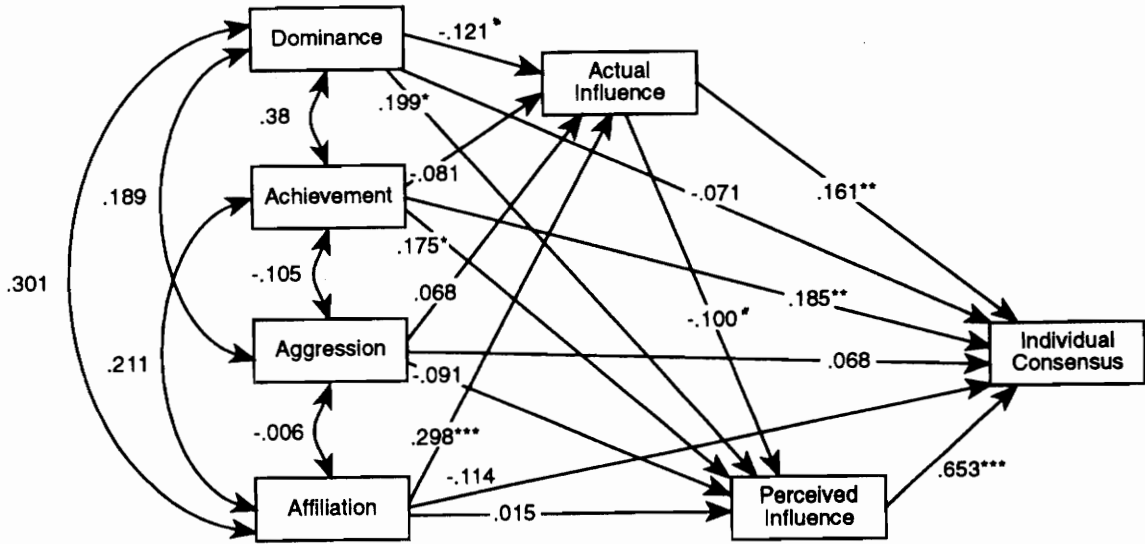 Dominance
-.121#
Actual
Influence
.199*
.38
-.081
Achievement
.189
-.071
.161**
.175*
-.105
.068
.301
.185**
-.100#
Individual
Consensus
Aggression
.211
-.091
.068
-.006
.298***
-.114
.653***
Affiliation
.015
Perceived
Influence